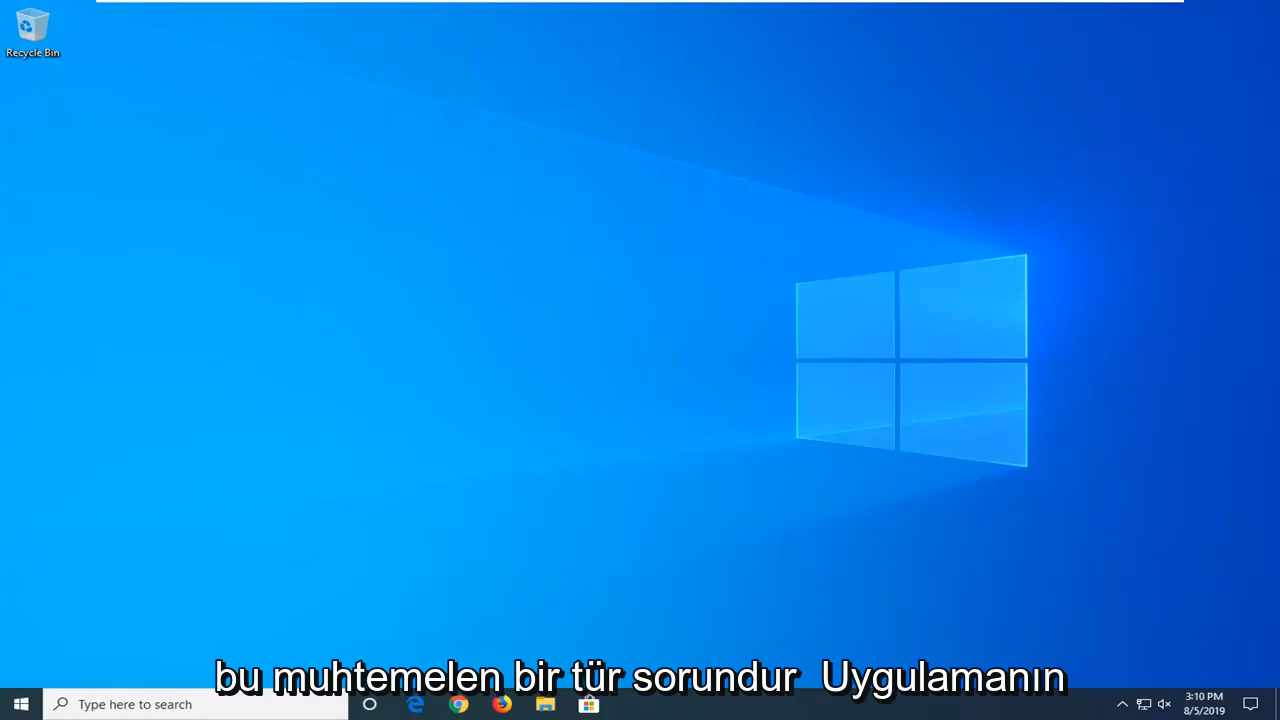 Recycle Bin
bu muhtemelen bir tür sorundur Uygulamanın
Type here to search
3:10 PM
8/5/2019